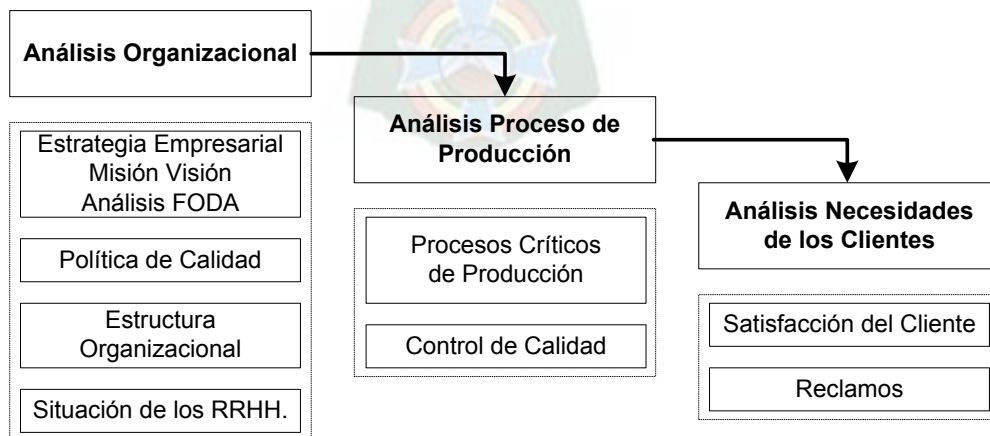 Análisis Organizacional
Estrategia Empresarial
Misión Visión
Análisis FODA
Política de Calidad
Estructura
Organizacional
Situación de los RRHH.
Análisis Proceso de
Producción
Procesos Críticos
de Producción
Control de Calidad
Análisis Necesidades
de los Clientes
Satisfacción del Cliente
Reclamos